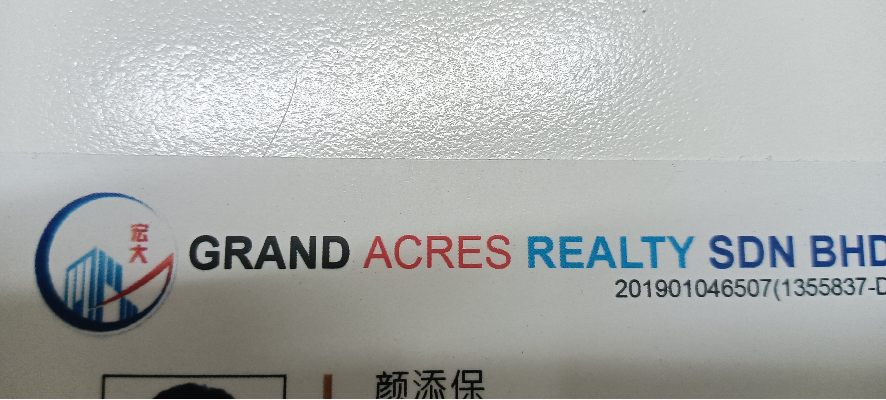 宏大
GRAND ACRES REALTY SDN BHD
201901046507(1355837-D
颜添保